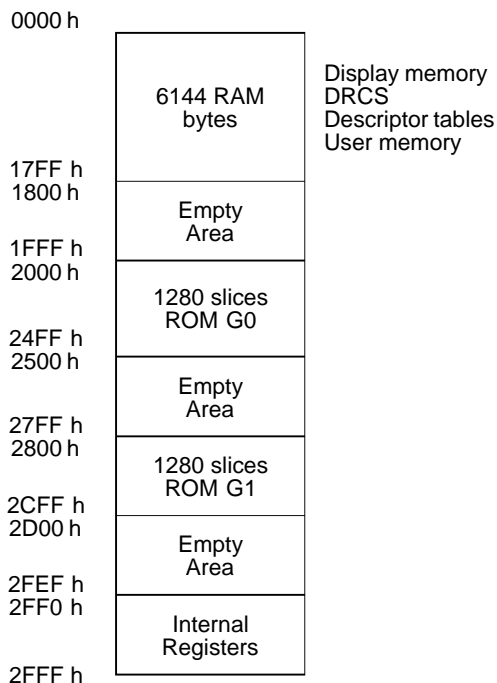 0000 h
6144 RAM
bytes
Display memory
DRCS
Descriptor tables
User memory
17FF h
1800 h
Empty
Area
1FFF h
2000 h
1280 slices
ROM G0
24FF h
2500 h
Empty
Area
27FF h
2800 h
1280 slices
ROM G1
2CFF h
2D00 h
Empty
Area
2FEF h
2FF0 h
Internal
Registers
2FFF h